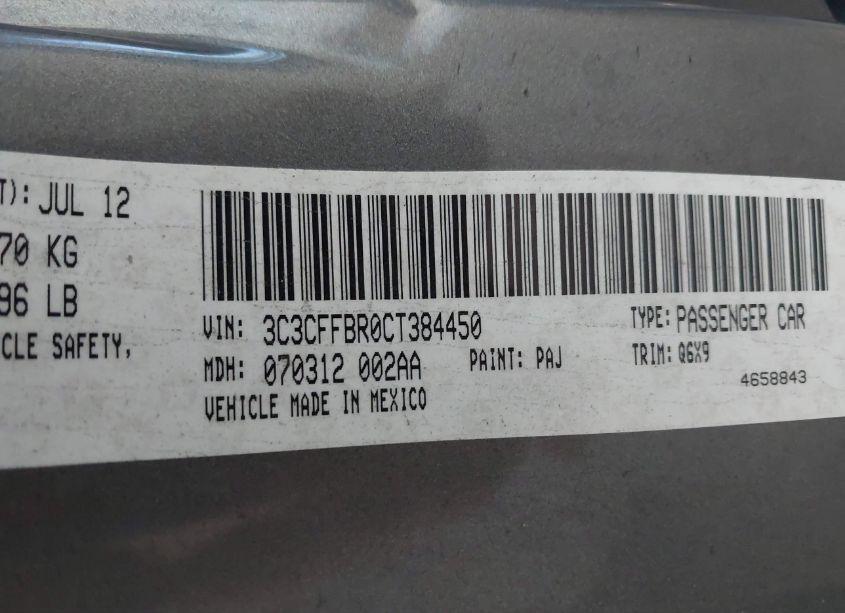 T): JUL 12
70 KG
96 LB
CLE SAFETY,
VIN: 3C3CFFBR0CT384450
TYPE: PASSENGER CAR
MDH: 070312 002AA
PAINT: PAJ
TRIM: Q6X9
4658843
VEHICLE MADE IN MEXICO